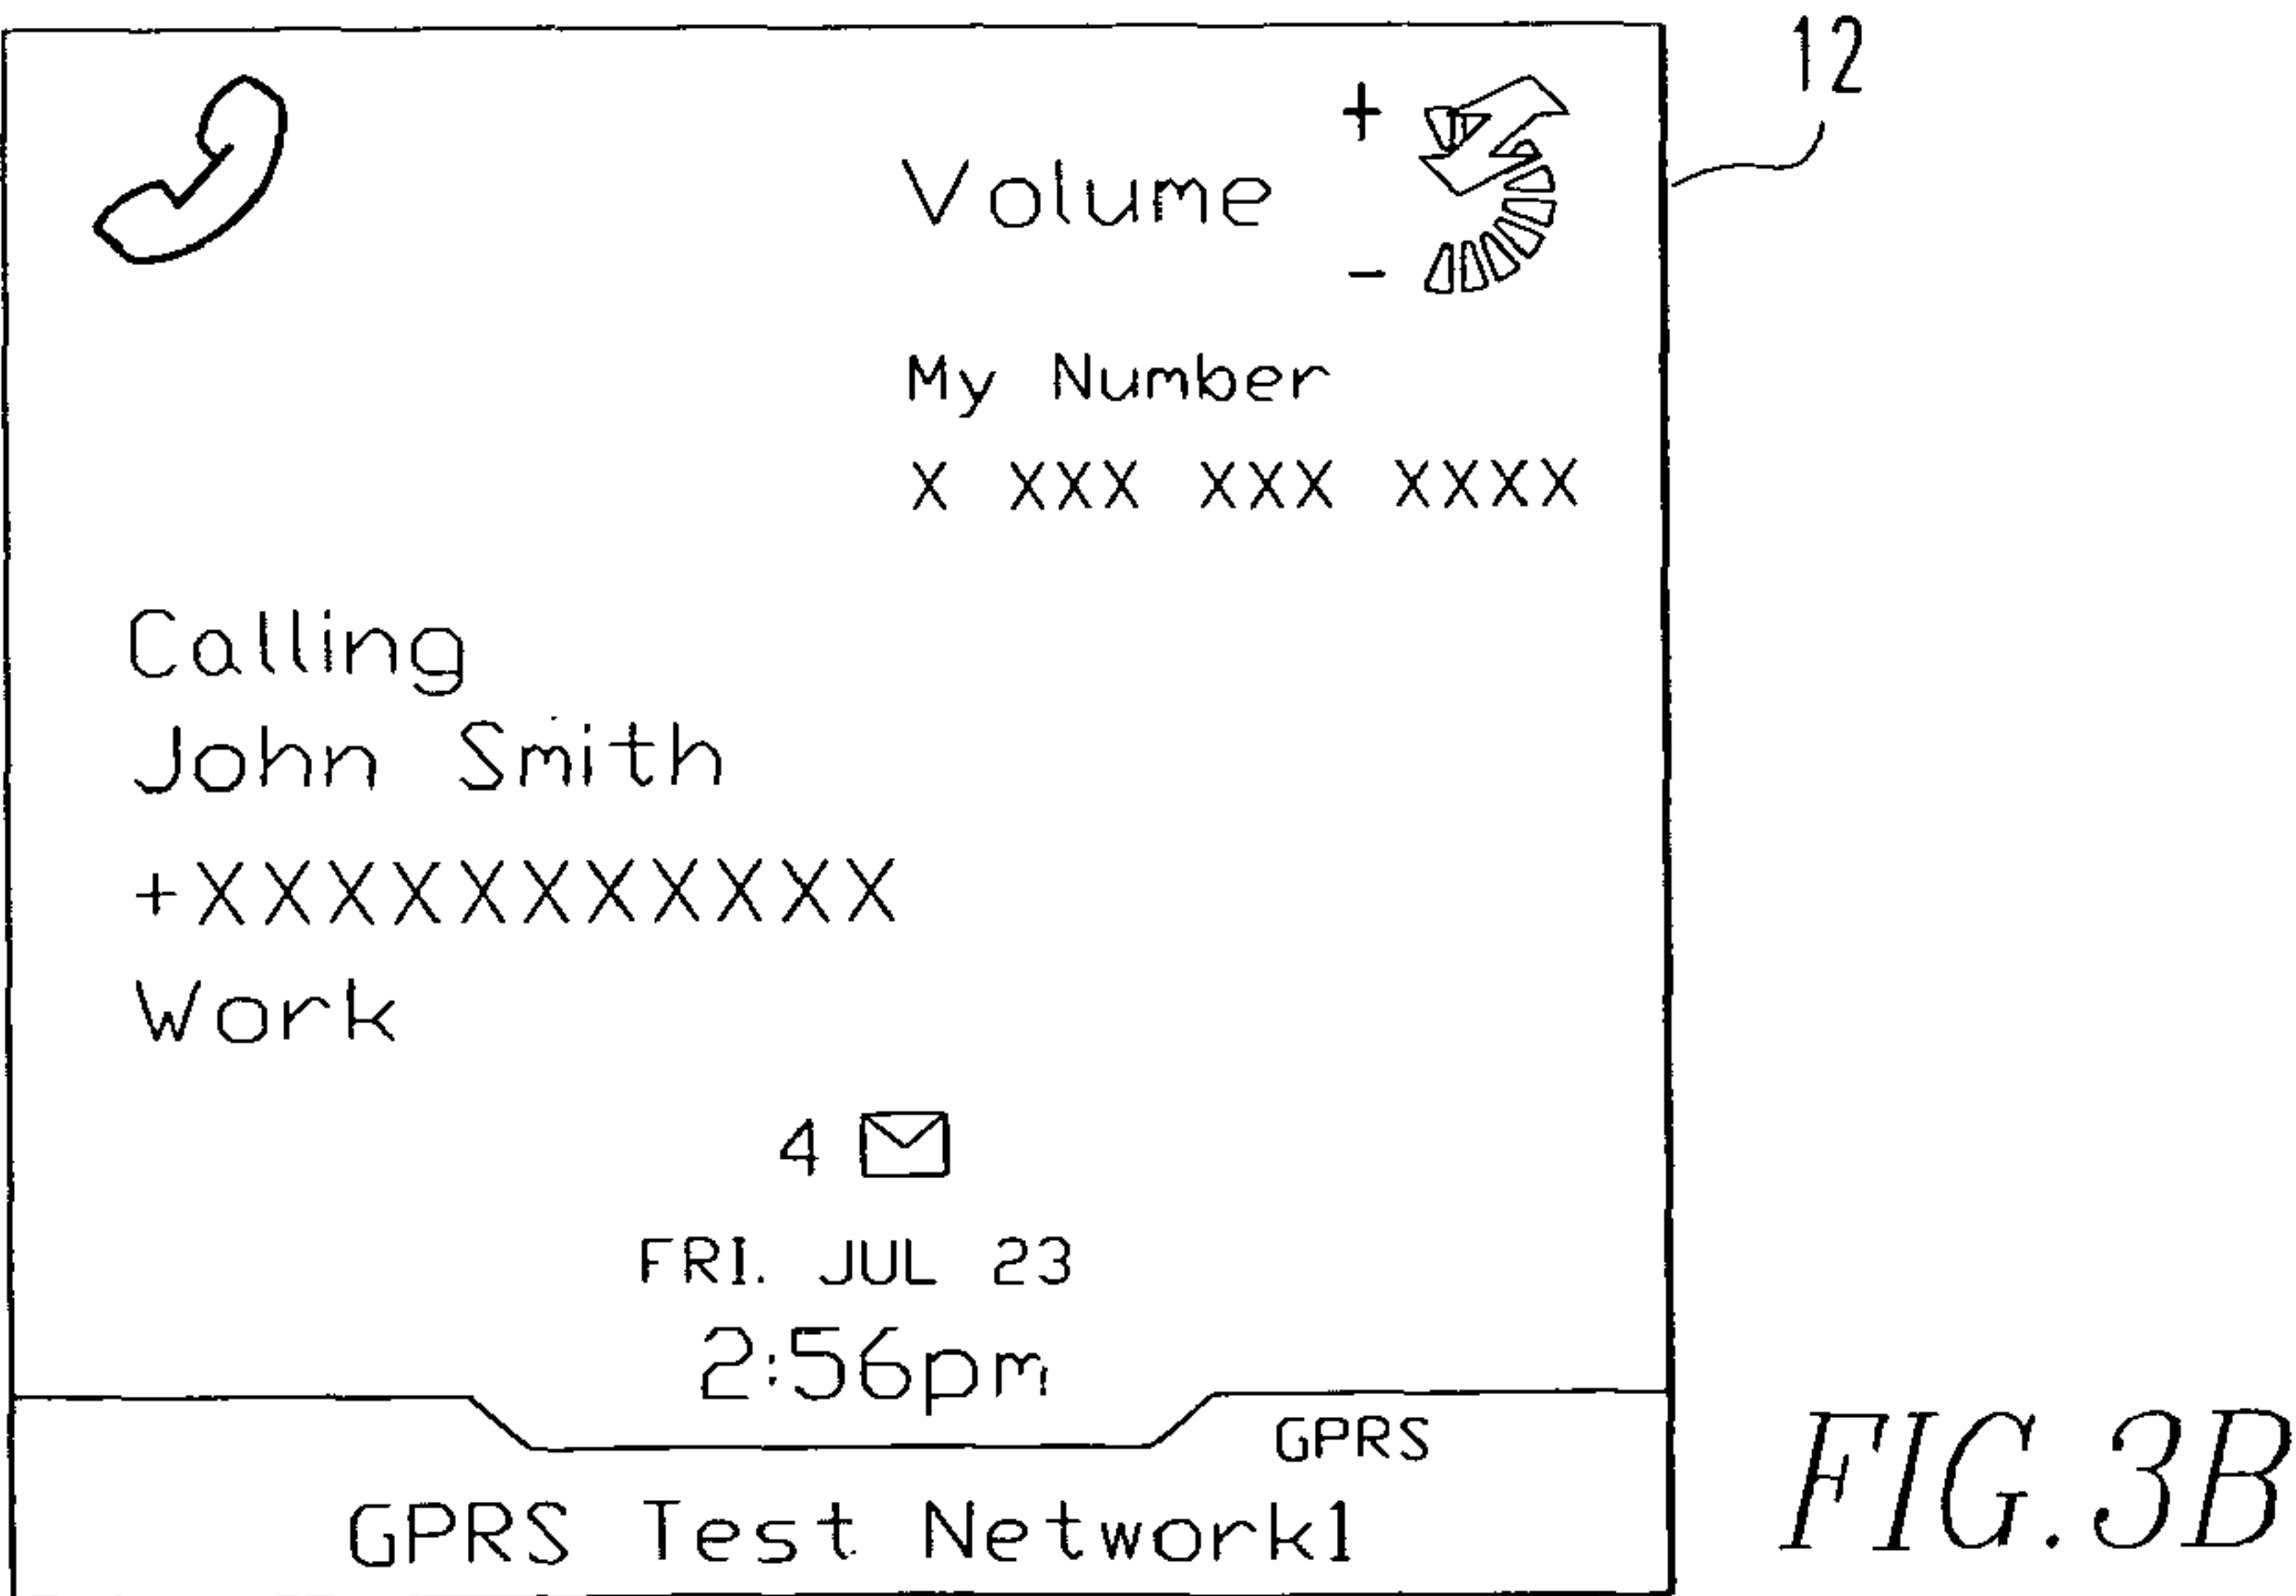 12
+
Volume
-
My Number
X XXX XXX XXXX
Calling
John Smith
+XXXXXXXXXXX
Work
4
FRI. JUL 23
2:56pm
GPRS
GPRS Test Network1
FIG.3B